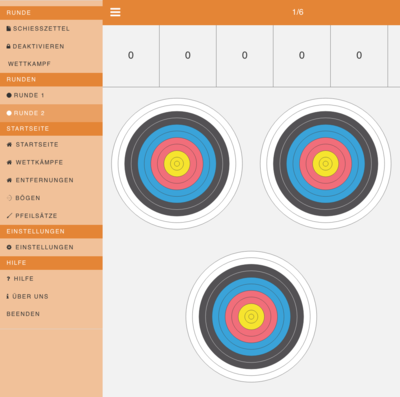 RUNDE
SCHIESSZETTEL
DEAKTIVIEREN
WETTKAMPF
RUNDEN
RUNDE 1
RUNDE 2
STARTSEITE
STARTSEITE
WETTKÄMPFE
ENTFERNUNGEN
BÖGEN
PFEILSÄTZE
EINSTELLUNGEN
EINSTELLUNGEN
HILFE
? HILFE
ÜBER UNS
BEENDEN
1/6
0 0 0 0 0